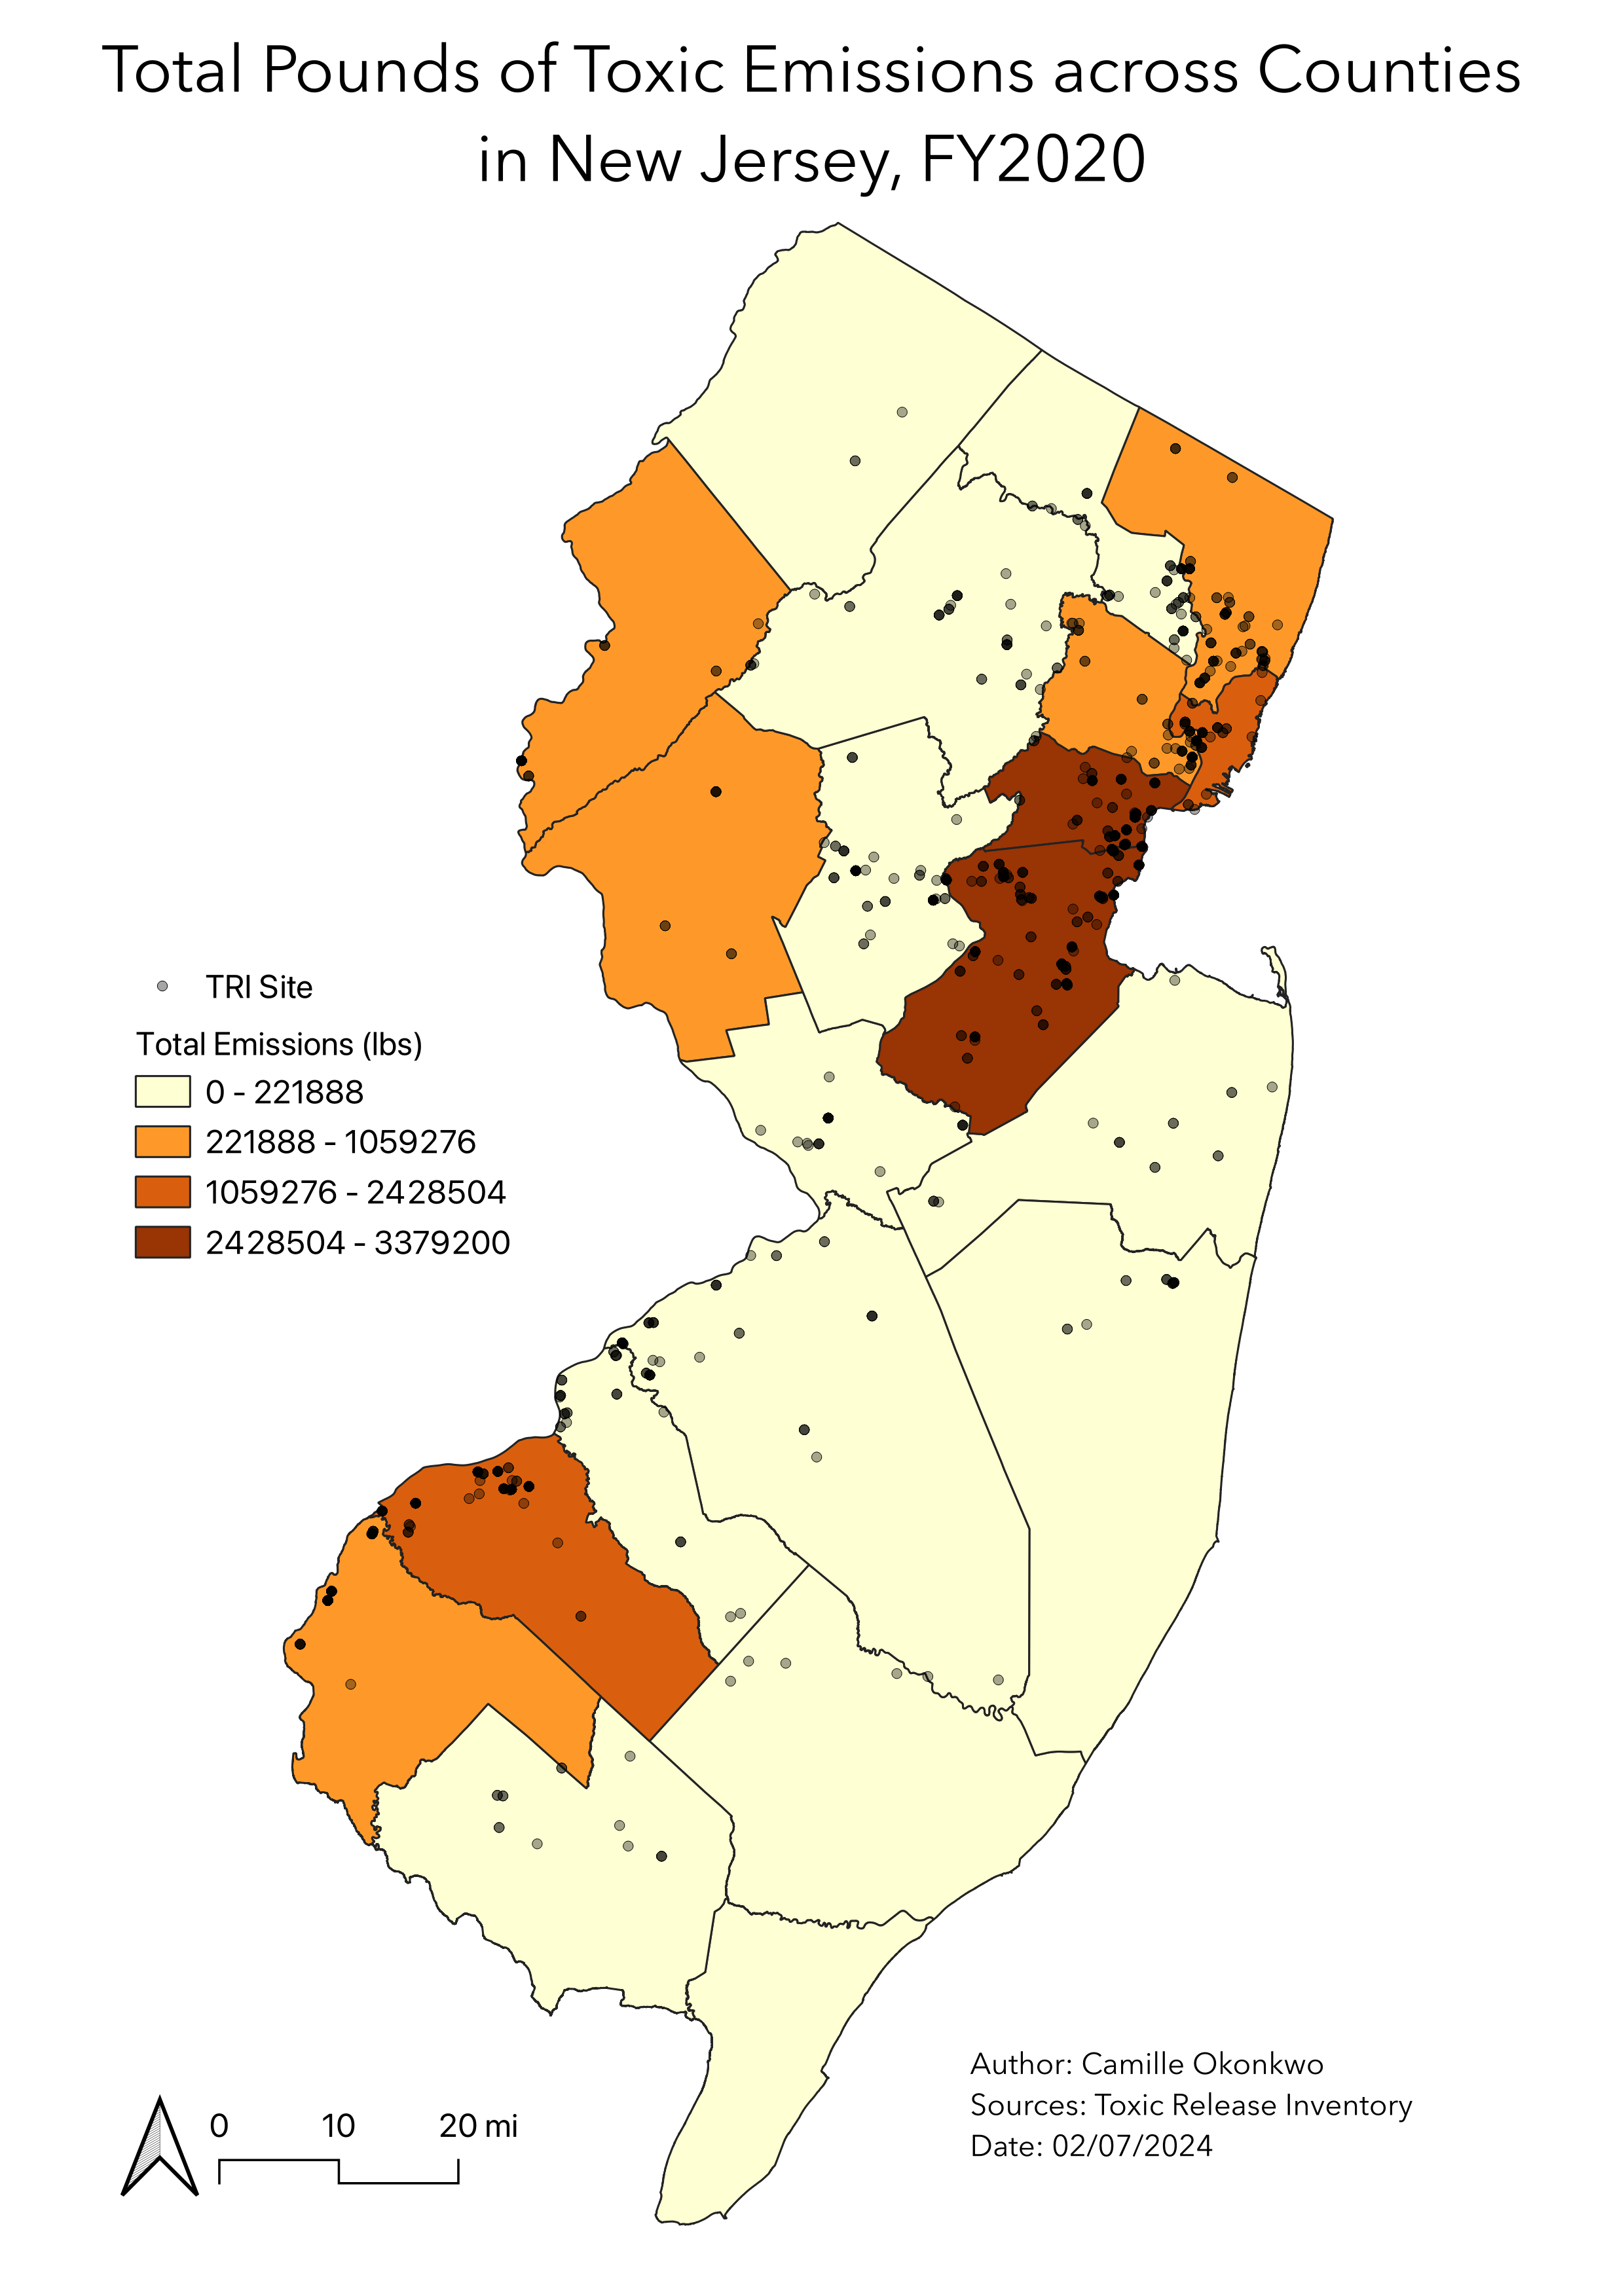 Total Pounds of Toxic Emissions across Counties
in New Jersey, FY2020
TRI Site
Total Emissions (lbs)
0 - 221888
221888 - 1059276
1059276 - 2428504
2428504 - 3379200
0 10 20 mi
Author: Camille Okonkwo
Sources: Toxic Release Inventory
Date: 02/07/2024